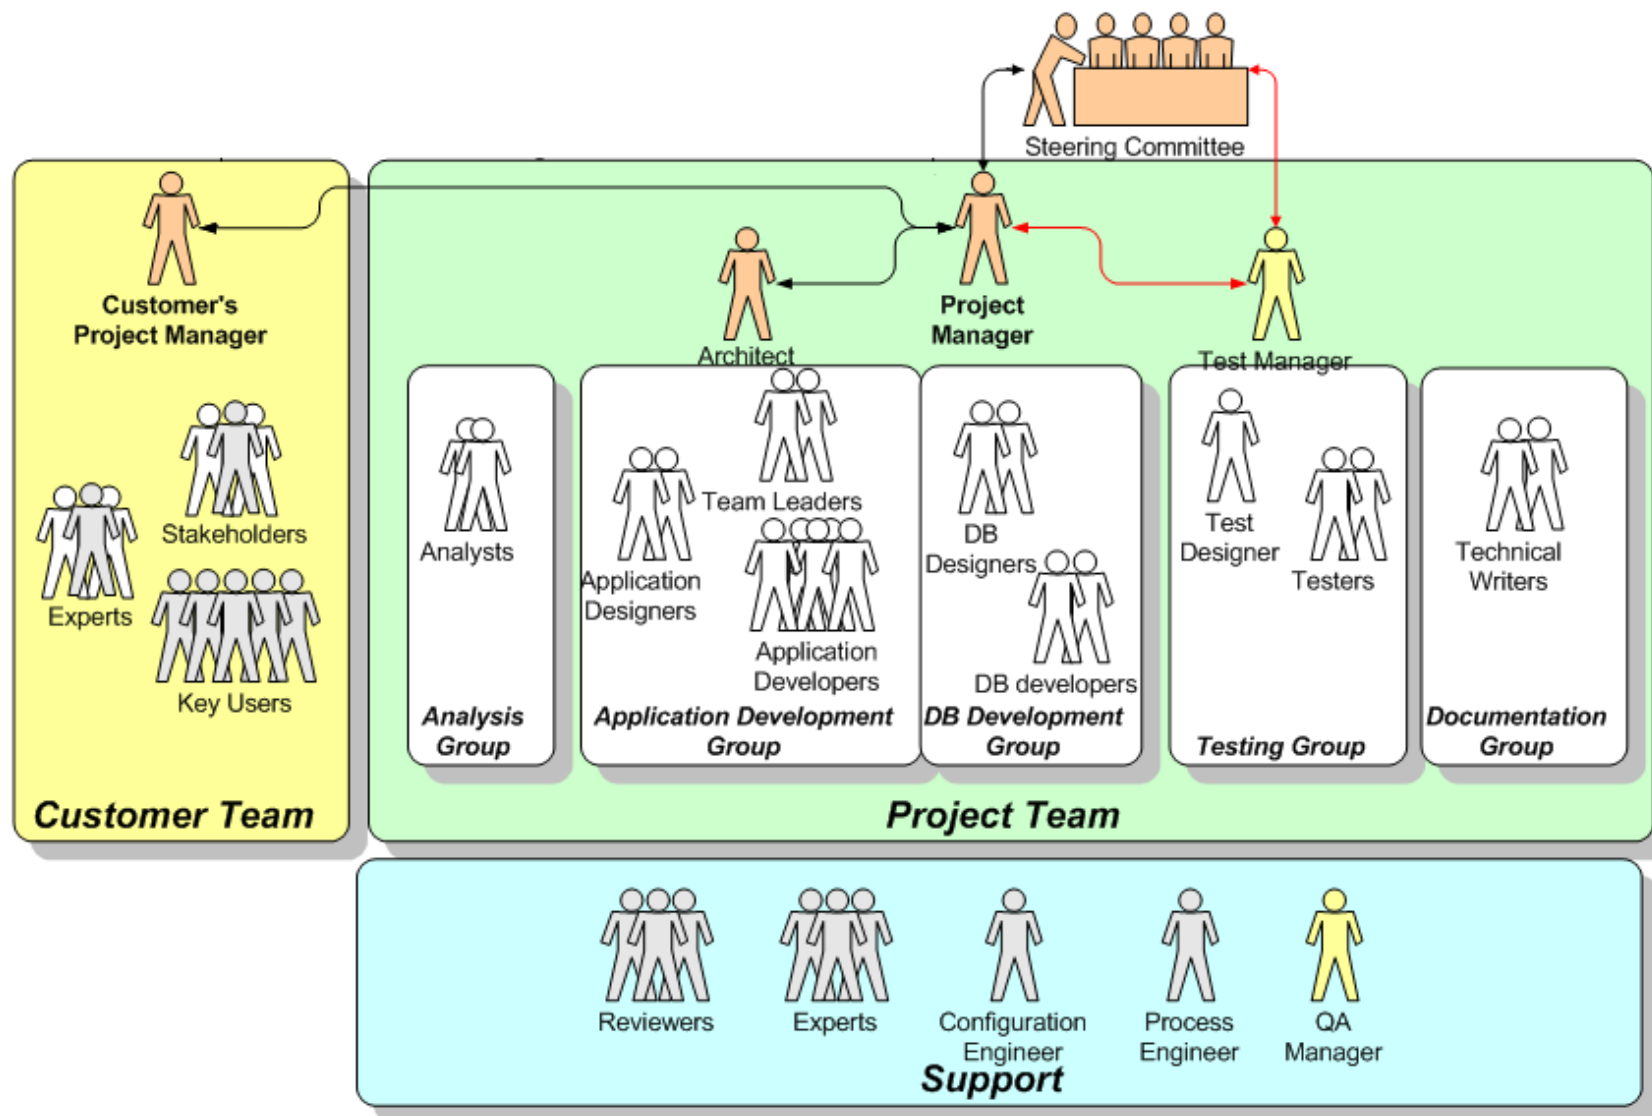 Steering Committee
Customer's
Project Manager
Stakeholders
Experts
Key Users
Customer Team
Architect
Project
Manager
Test Manager
Analysts
Analysis
Group
Team Leaders
Application
Designers
Application
Developers
Application Development
Group
DB
Designers
DB developers
DB Development
Group
Test
Designer
Testers
Testing Group
Technical
Writers
Documentation
Group
Project Team
Reviewers
Experts
Configuration
Engineer
Process
Engineer
QA
Manager
Support